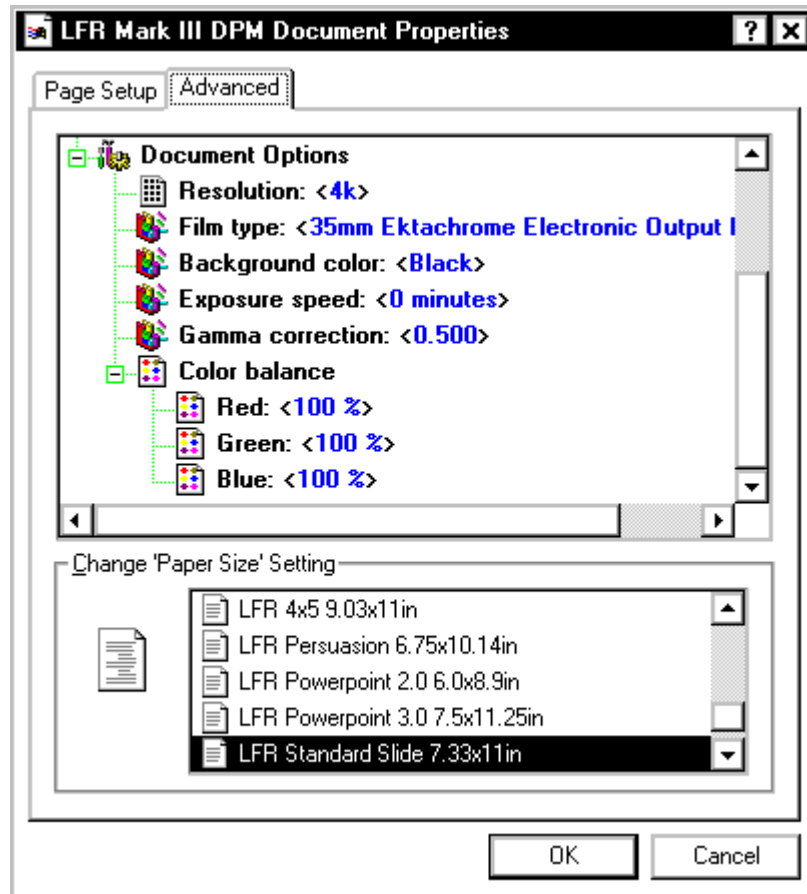 LFR Mark III DPM Document Properties
Page Setup
Advanced
Document Options
Resolution: <4k>
Film type: <35mm Ektachrome Electronic Output
Background color: <Black>
Exposure speed: <0 minutes>
Gamma correction: <0.500>
Color balance
Red: <100 %>
Green: <100 %>
Blue: <100 %>
Change 'Paper Size' Setting
LFR 4x5 9.03x11in
LFR Persuasion 6.75x10.14in
LFR Powerpoint 2.0 6.0x8.9in
LFR Powerpoint 3.0 7.5x11.25in
LFR Standard Slide 7.33x11in
OK
Cancel